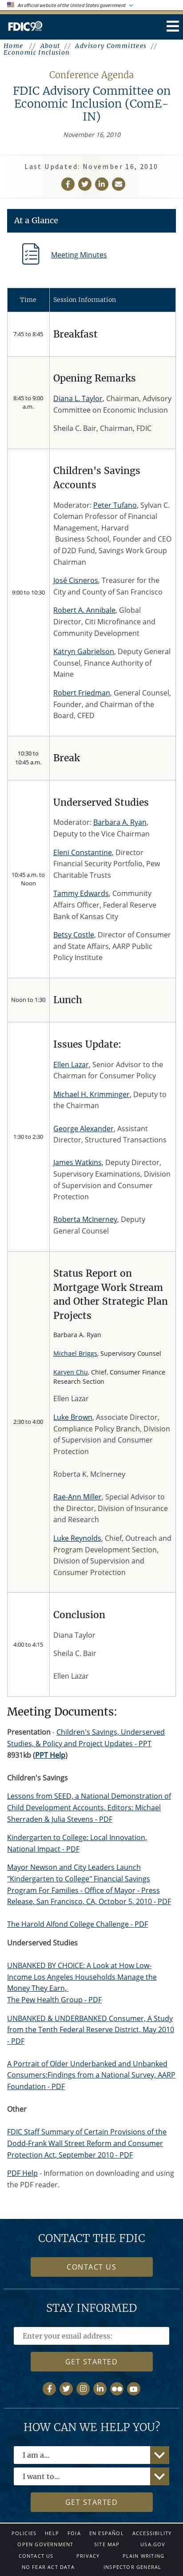 An official website of the United States government
FDIC 90
Home // About // Advisory Committees //
Economic Inclusion
Conference Agenda
FDIC Advisory Committee on
Economic Inclusion (ComE-
IN)
November 16, 2010
Last Updated: November 16, 2010
At a Glance
Meeting Minutes
Time Session Information
7:45 to 8:45 Breakfast
8:45 to 9:00
a.m.
Opening Remarks
Diana L. Taylor, Chairman, Advisory
Committee on Economic Inclusion
Sheila C. Bair, Chairman, FDIC
9:00 to 10:30
Children's Savings
Accounts
Moderator: Peter Tufano, Sylvan C.
Coleman Professor of Financial
Management, Harvard
Business School, Founder and CEO
of D2D Fund, Savings Work Group
Chairman
José Cisneros, Treasurer for the
City and County of San Francisco
Robert A. Annibale, Global
Director, Citi Microfinance and
Community Development
Katryn Gabrielson, Deputy General
Counsel, Finance Authority of
Maine
Robert Friedman, General Counsel,
Founder, and Chairman of the
Board, CFED
10:30 to
10:45 a.m.
Break
10:45 a.m. to
Noon
Underserved Studies
Moderator: Barbara A. Ryan,
Deputy to the Vice Chairman
Eleni Constantine, Director
Financial Security Portfolio, Pew
Charitable Trusts
Tammy Edwards, Community
Affairs Officer, Federal Reserve
Bank of Kansas City
Betsy Costle, Director of Consumer
and State Affairs, AARP Public
Policy Institute
Noon to 1:30 Lunch
1:30 to 2:30
Issues Update:
Ellen Lazar, Senior Advisor to the
Chairman for Consumer Policy
Michael H. Krimminger, Deputy to
the Chairman
George Alexander, Assistant
Director, Structured Transactions
James Watkins, Deputy Director,
Supervisory Examinations, Division
of Supervision and Consumer
Protection
Roberta McInerney, Deputy
General Counsel
2:30 to 4:00
Status Report on
Mortgage Work Stream
and Other Strategic Plan
Projects
Barbara A. Ryan
Michael Briggs, Supervisory Counsel
Karyen Chu, Chief, Consumer Finance
Research Section
Ellen Lazar
Luke Brown, Associate Director,
Compliance Policy Branch, Division
of Supervision and Consumer
Protection
Roberta K. McInerney
Rae-Ann Miller, Special Advisor to
the Director, Division of Insurance
and Research
Luke Reynolds, Chief, Outreach and
Program Development Section,
Division of Supervision and
Consumer Protection
4:00 to 4:15
Conclusion
Diana Taylor
Sheila C. Bair
Ellen Lazar
Meeting Documents:
Presentation - Children's Savings, Underserved
Studies, & Policy and Project Updates - PPT
8931kb (PPT Help)
Children's Savings
Lessons from SEED, a National Demonstration of
Child Development Accounts, Editors: Michael
Sherraden & Julia Stevens - PDF
Kindergarten to College: Local Innovation,
National Impact - PDF
Mayor Newson and City Leaders Launch
"Kindergarten to College" Financial Savings
Program For Families - Office of Mayor - Press
Release, San Francisco, CA, October 5, 2010 - PDF
The Harold Alfond College Challenge - PDF
Underserved Studies
UNBANKED BY CHOICE: A Look at How Low-
Income Los Angeles Households Manage the
Money They Earn,
The Pew Health Group - PDF
UNBANKED & UNDERBANKED Consumer, A Study
from the Tenth Federal Reserve District, May 2010
- PDF
A Portrait of Older Underbanked and Unbanked
Consumers:Findings from a National Survey, AARP
Foundation - PDF
Other
FDIC Staff Summary of Certain Provisions of the
Dodd-Frank Wall Street Reform and Consumer
Protection Act, September 2010 - PDF
PDF Help - Information on downloading and using
the PDF reader.
CONTACT THE FDIC
CONTACT US
STAY INFORMED
Enter your email address:
GET STARTED
HOW CAN WE HELP YOU?
I am a...
I want to...
GET STARTED
POLICIES HELP FOIA EN ESPAÑOL ACCESSIBILITY
OPEN GOVERNMENT SITE MAP USA.GOV
CONTACT US PRIVACY PLAIN WRITING
NO FEAR ACT DATA INSPECTOR GENERAL